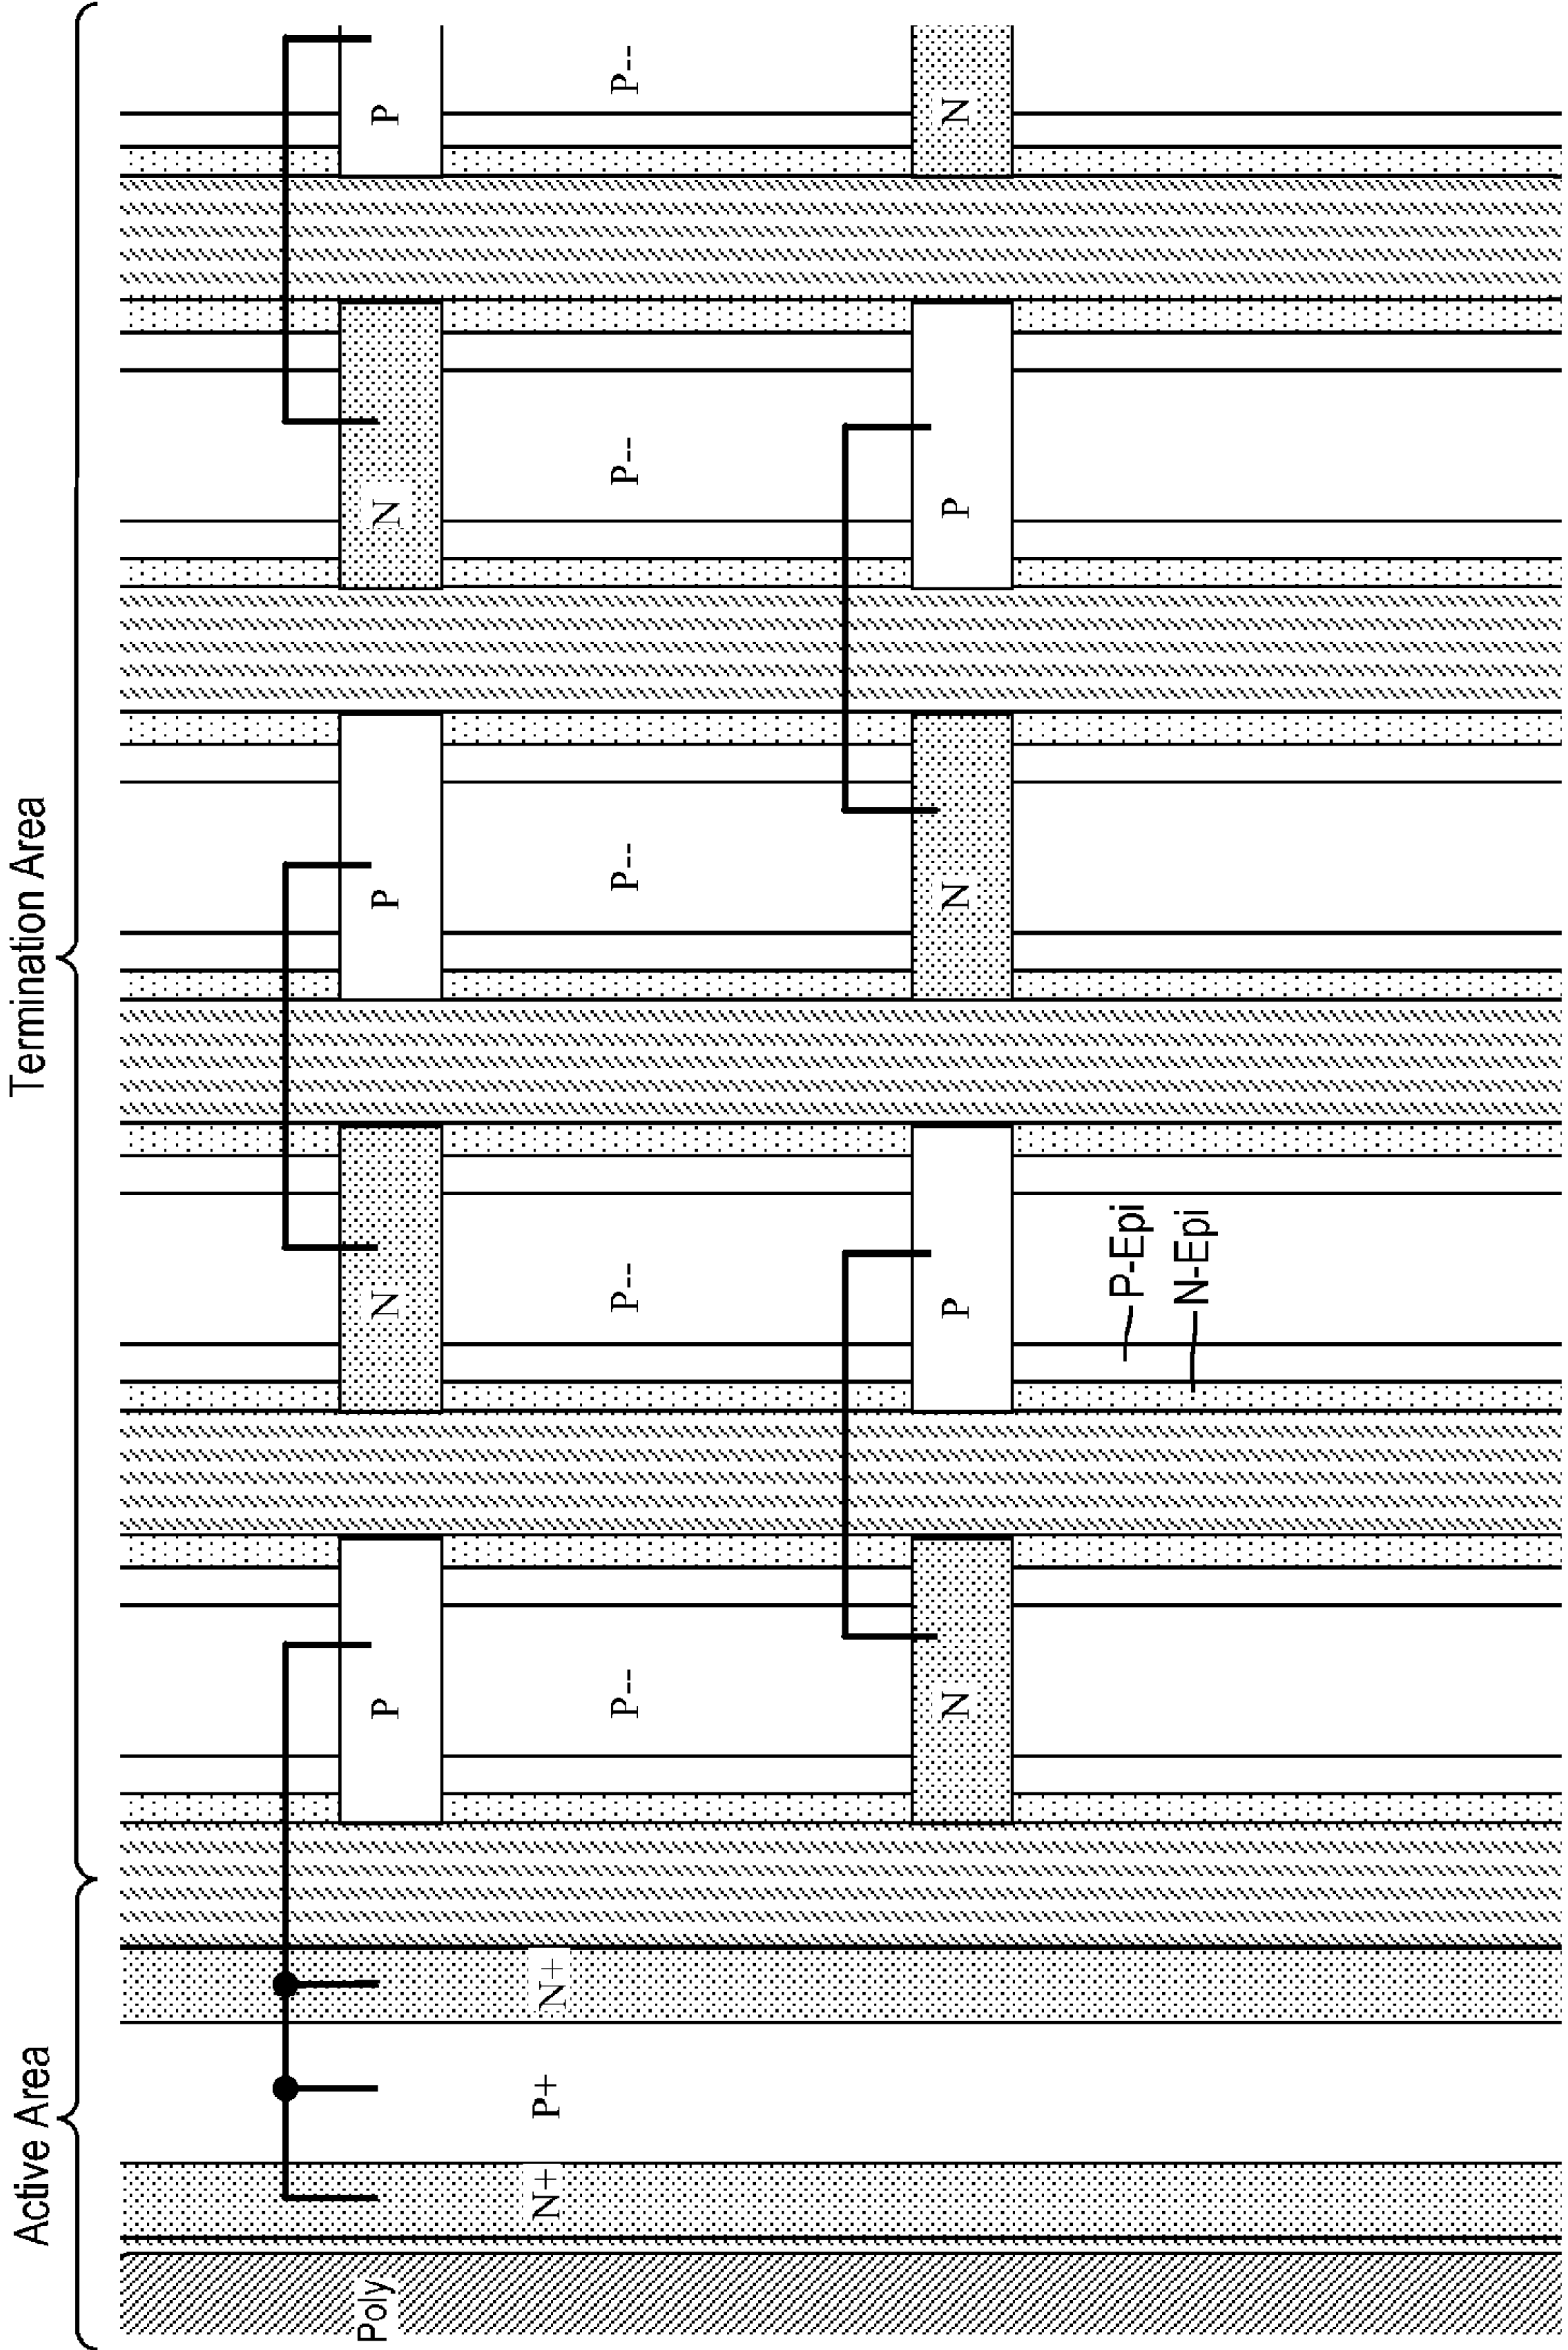 Active Area
Termination Area
Poly
P
N
P
N
P
N+
P+
N+
P--
P--
P--
P--
P--
N
P
N
P
N
P-Epi
N-Epi